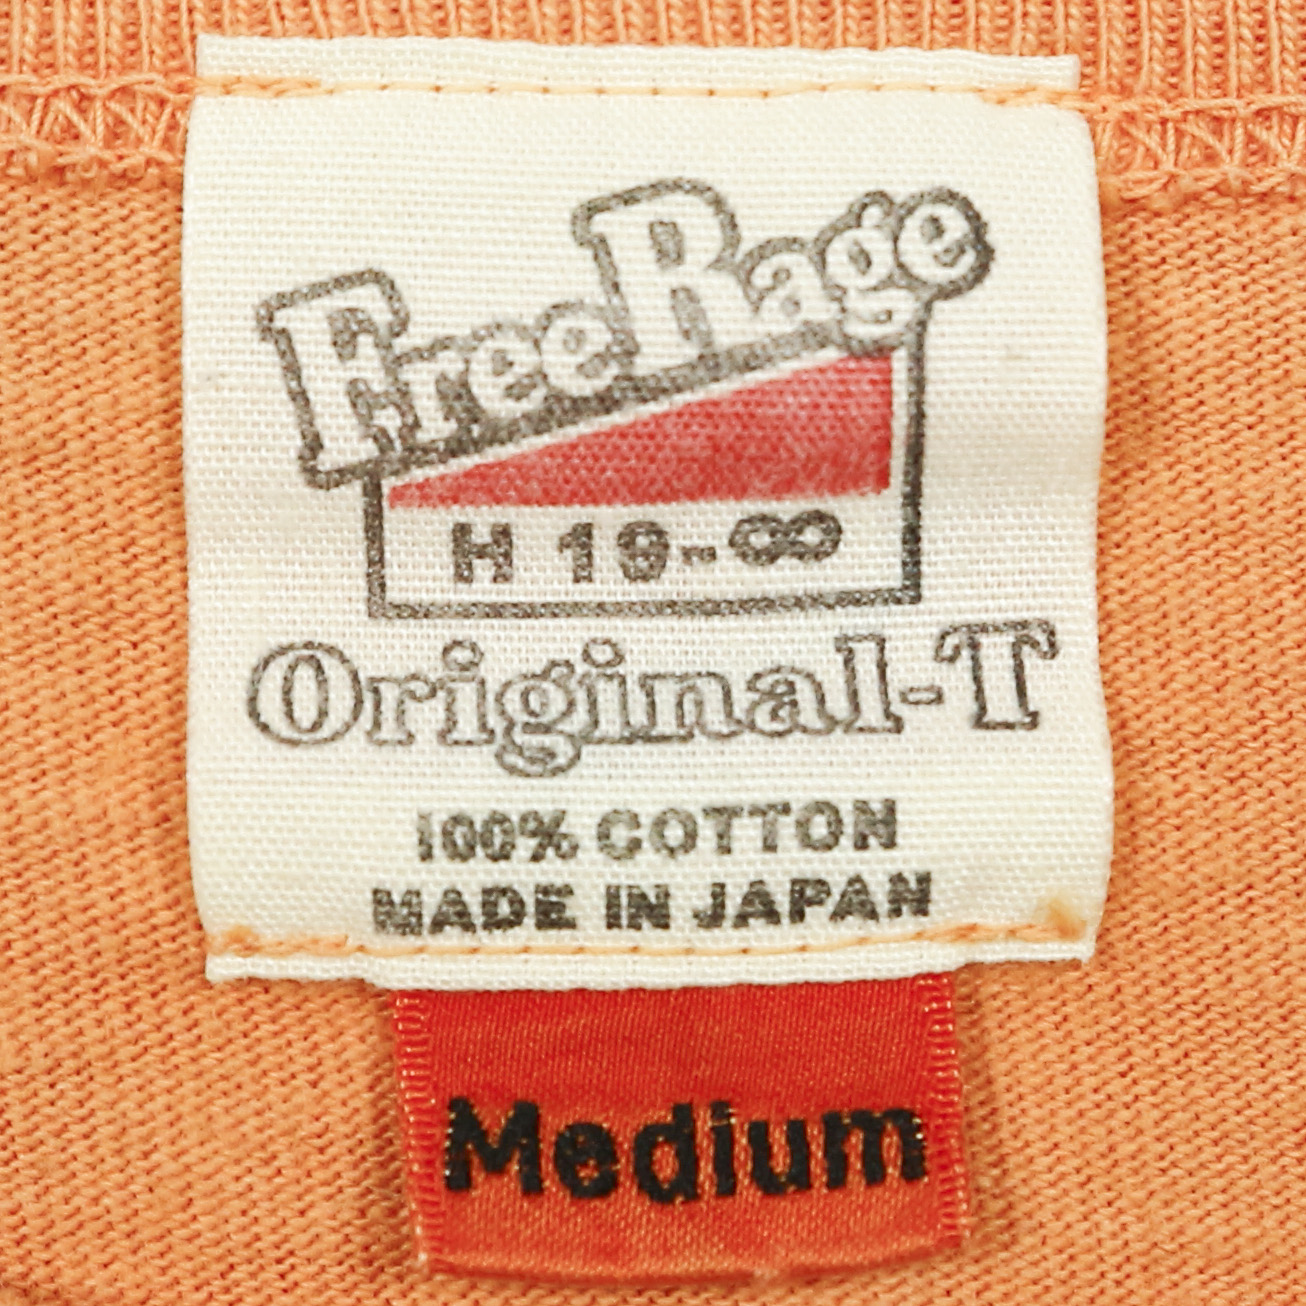 FreeRage
H 19-∞
Original-T
100% COTTON
MADE IN JAPAN
Medium